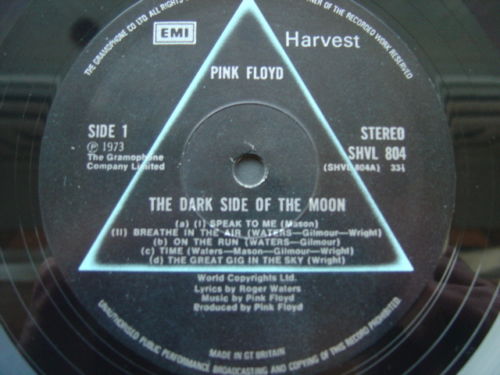 THE GRAMOPHONE CO LTD ALL RIGHTS
NER OF THE RECORDED WORK RESERVED
EMI
Harvest
PINK FLOYD
SIDE 1
℗ 1973
The Gramophone
Company Limited
STEREO
SHVL 804
(SHVL 804A) 33⅓
THE DARK SIDE OF THE MOON
(a) (I) SPEAK TO ME (Mason)
(II) BREATHE IN THE AIR (WATERS—Gilmour—Wright)
(b) ON THE RUN (WATERS—Gilmour)
(c) TIME (Waters—Mason—Gilmour—Wright)
(d) THE GREAT GIG IN THE SKY (Wright)
World Copyrights Ltd.
Lyrics by Roger Waters
Music by Pink Floyd
Produced by Pink Floyd
MADE IN GT BRITAIN
UNAUTHORISED PUBLIC PERFORMANCE BROADCASTING AND COPYING OF THIS RECORD PROHIBITED